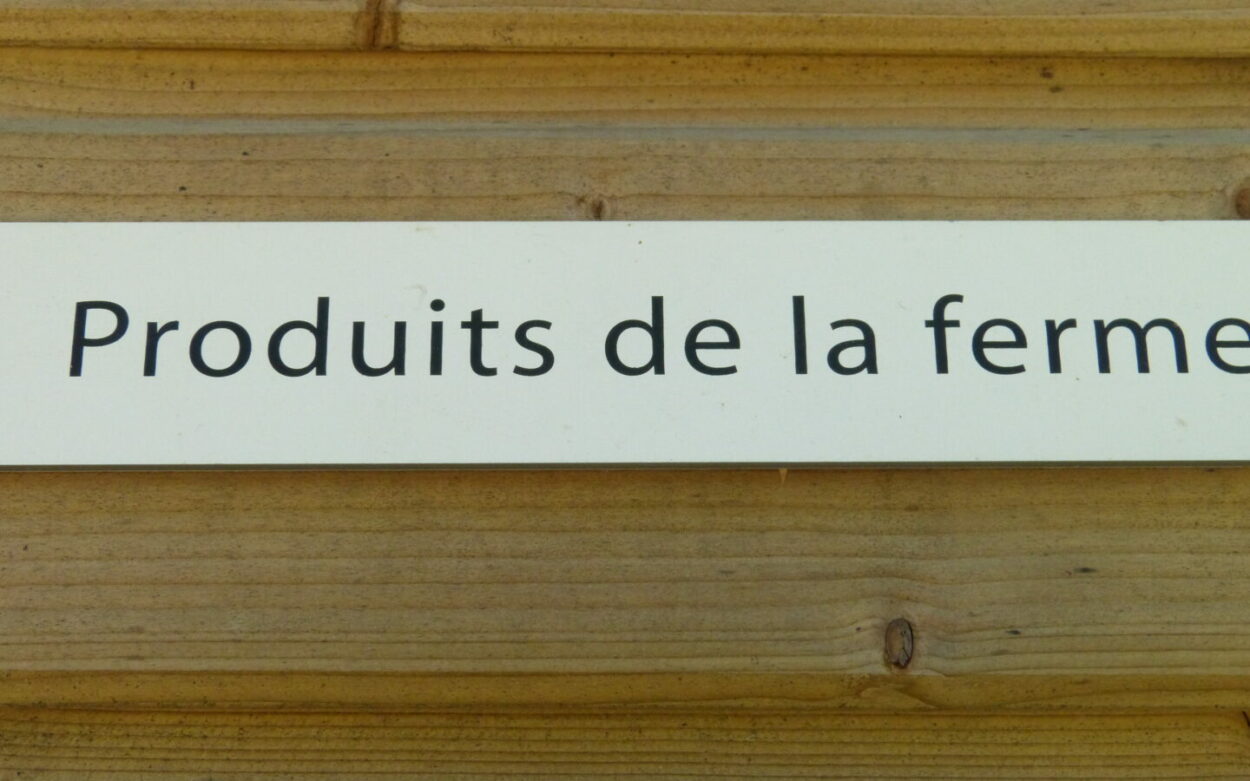 Produits de la ferme